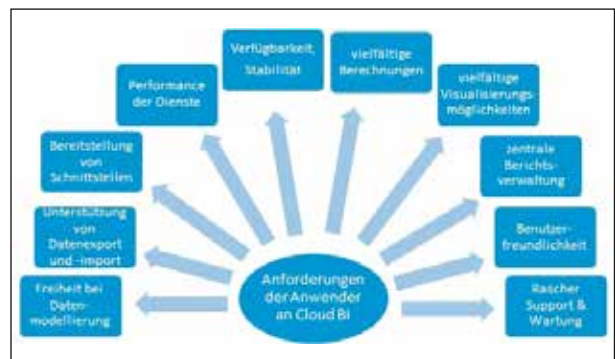 Verfügbarkeit,
Stabilität
vielfältige
Berechnungen
Performance
der Dienste
vielfältige
Visualisierungs-
möglichkeiten
Bereitstellung
von
Schnittstellen
zentrale
Berichts-
verwaltung
Unterstützung
von
Datenexport
und -import
Benutzer-
freundlichkeit
Freiheit bei
Daten-
modellierung
Anforderungen
der Anwender
an Cloud BI
Rascher
Support &
Wartung